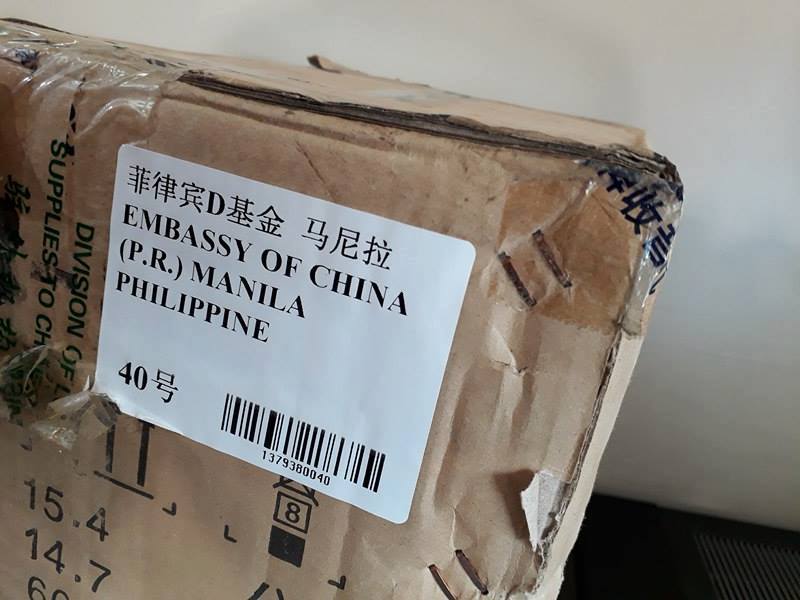 菲律宾D基金 马尼拉
EMBASSY OF CHINA
(P.R.) MANILA
PHILIPPINE
40号
1379380040
DIVISION OF
SUPPLIES TO CH
8
15.4
14.7